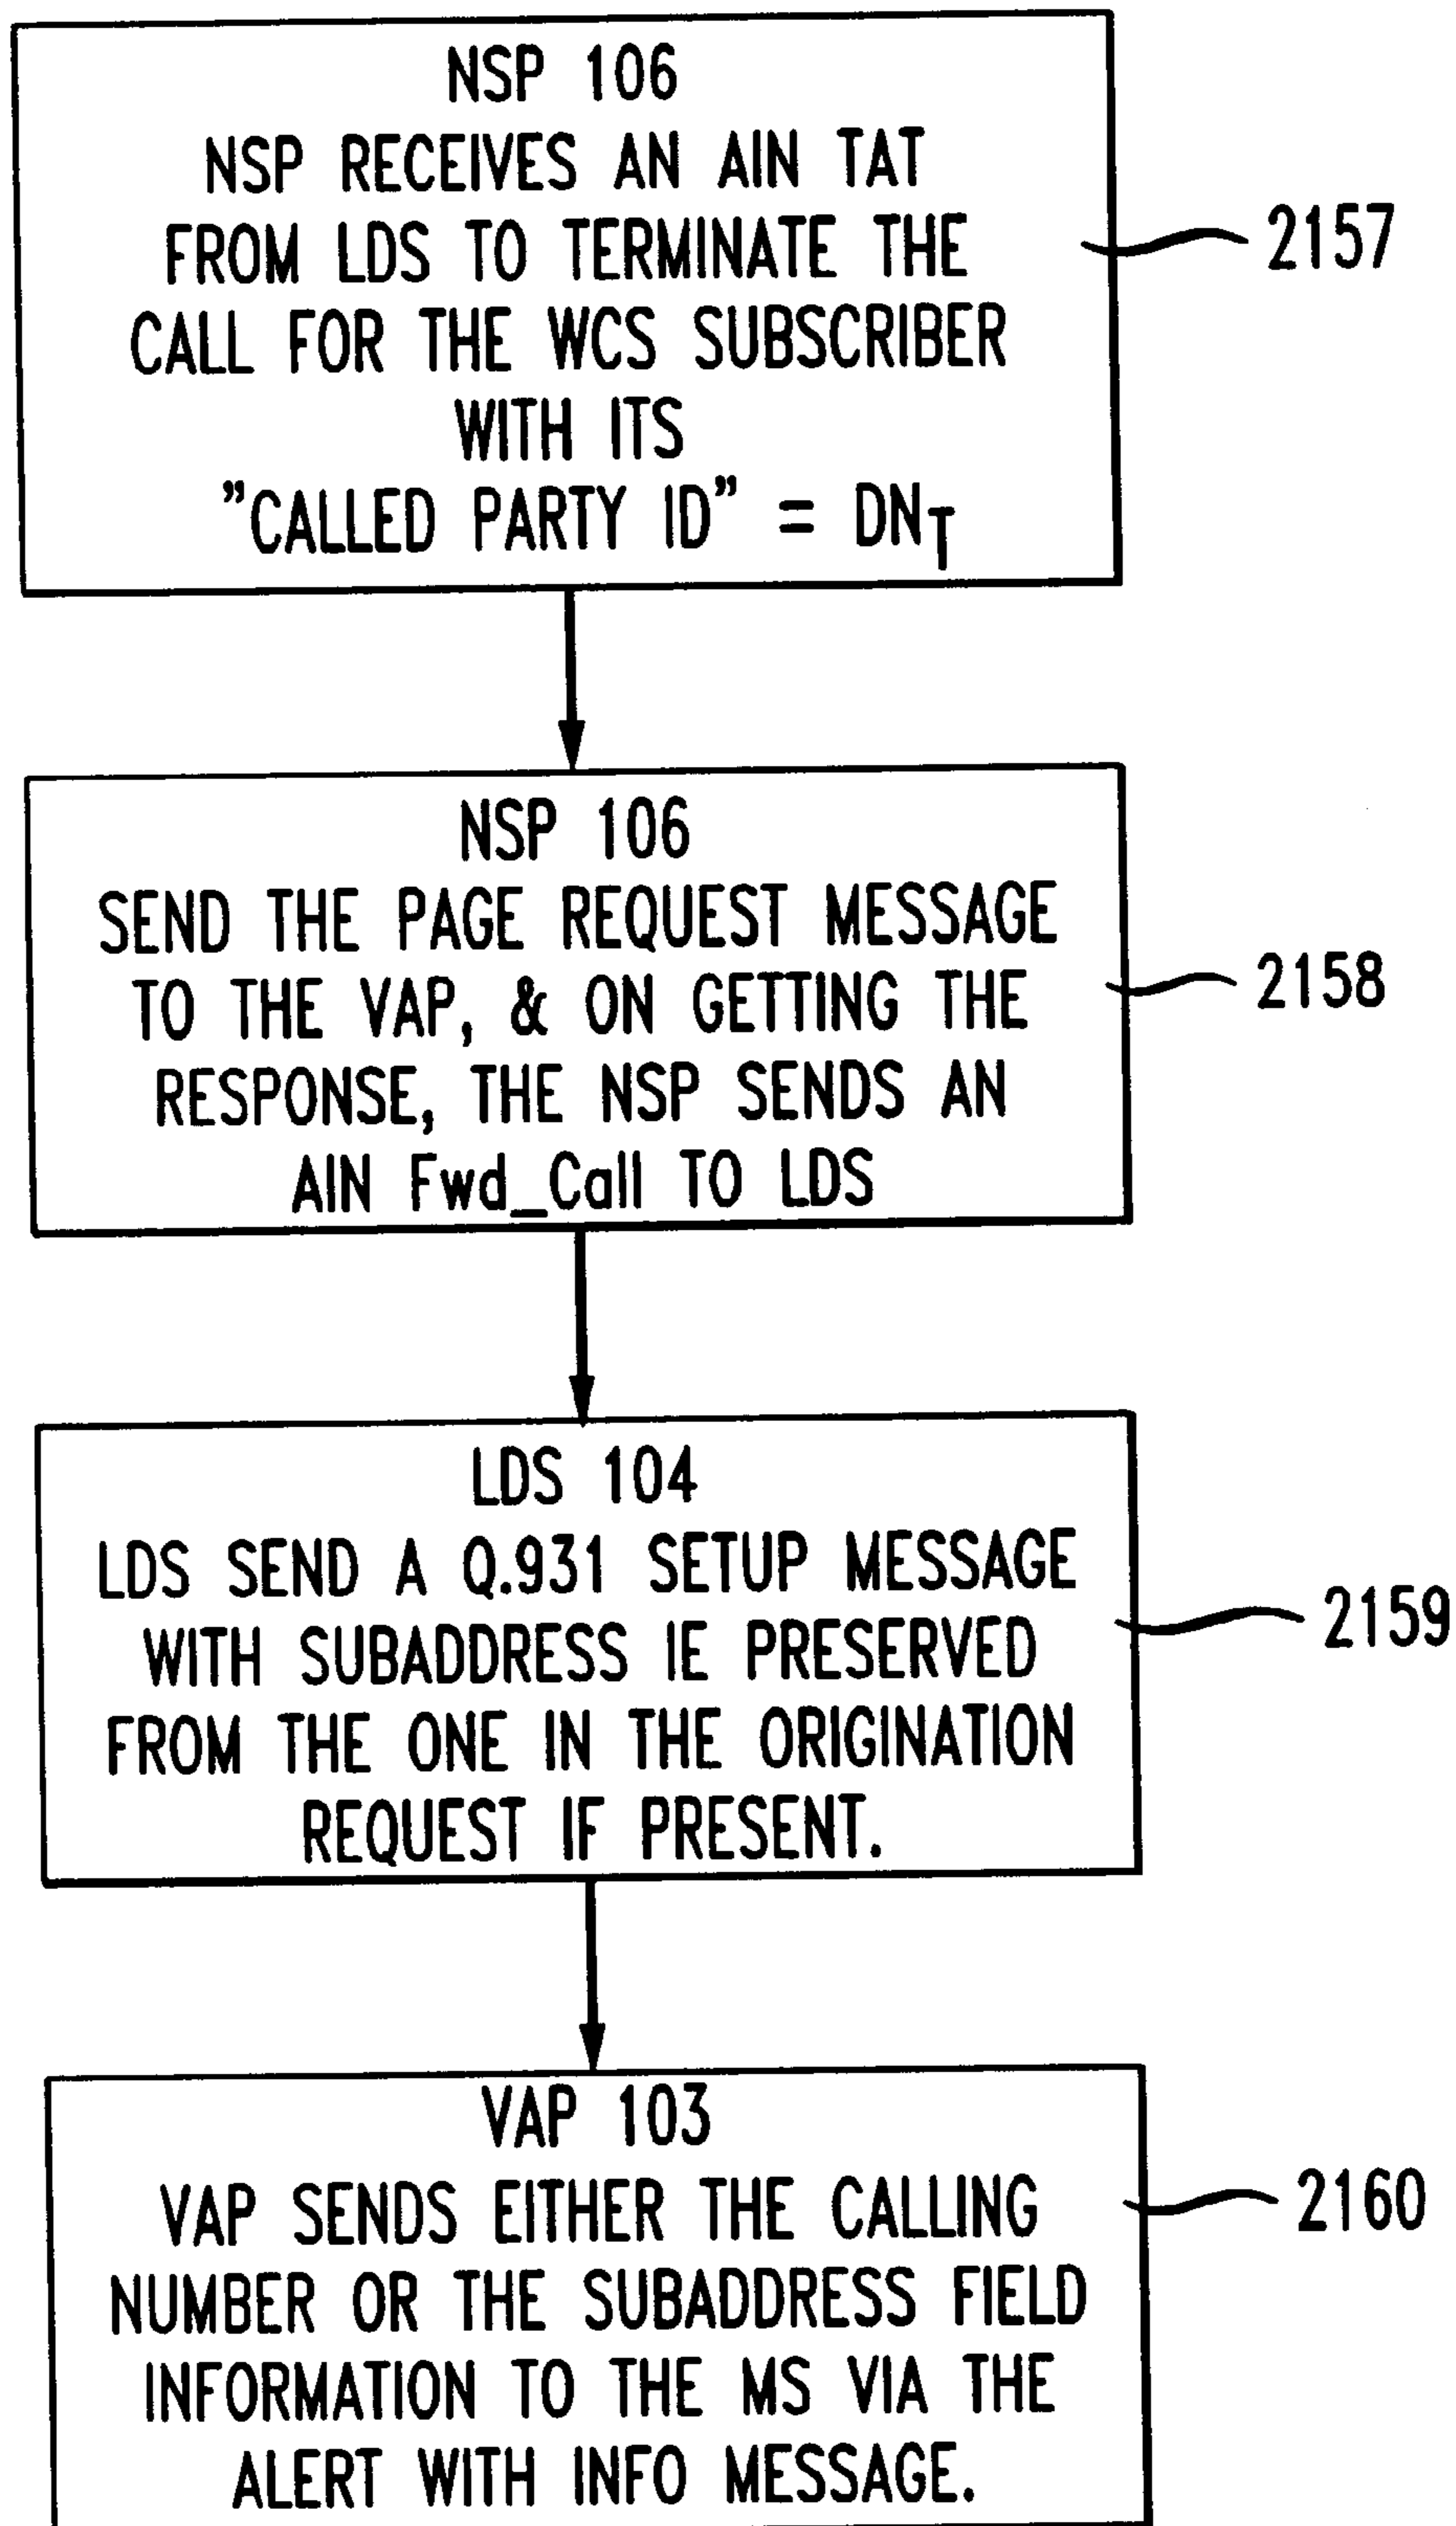 NSP 106
NSP RECEIVES AN AIN TAT
FROM LDS TO TERMINATE THE
CALL FOR THE WCS SUBSCRIBER
WITH ITS
"CALLED PARTY ID" = DNT
2157
NSP 106
SEND THE PAGE REQUEST MESSAGE
TO THE VAP, & ON GETTING THE
RESPONSE, THE NSP SENDS AN
AIN Fwd_Call TO LDS
2158
LDS 104
LDS SEND A Q.931 SETUP MESSAGE
WITH SUBADDRESS IE PRESERVED
FROM THE ONE IN THE ORIGINATION
REQUEST IF PRESENT.
2159
VAP 103
VAP SENDS EITHER THE CALLING
NUMBER OR THE SUBADDRESS FIELD
INFORMATION TO THE MS VIA THE
ALERT WITH INFO MESSAGE.
2160